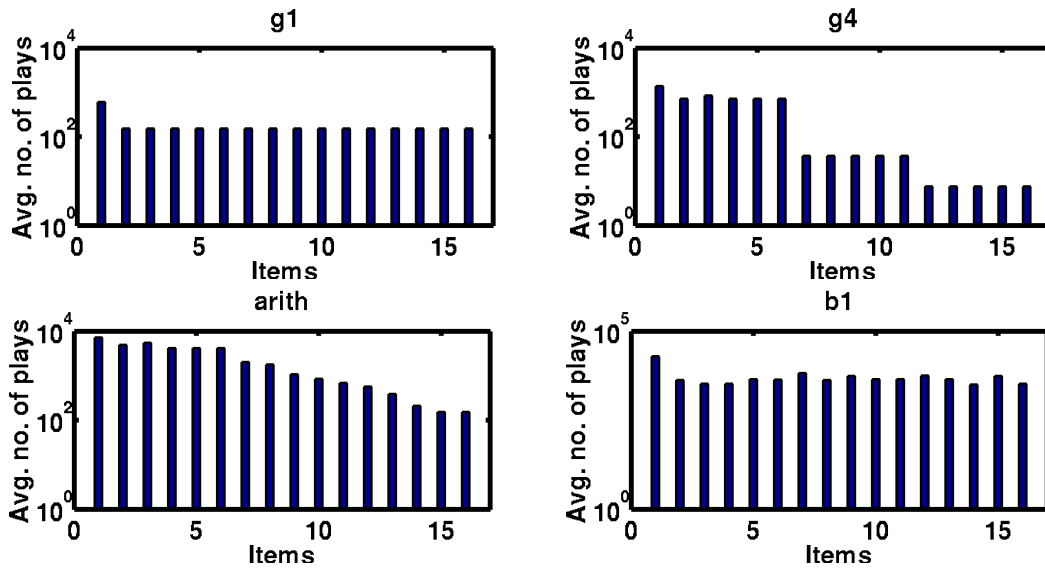 g1
Avg. no. of plays
10^4
10^2
10^0
0 5 10 15
Items
g4
Avg. no. of plays
10^4
10^2
10^0
0 5 10 15
Items
arith
Avg. no. of plays
10^4
10^2
10^0
0 5 10 15
Items
b1
Avg. no. of plays
10^5
10^0
0 5 10 15
Items